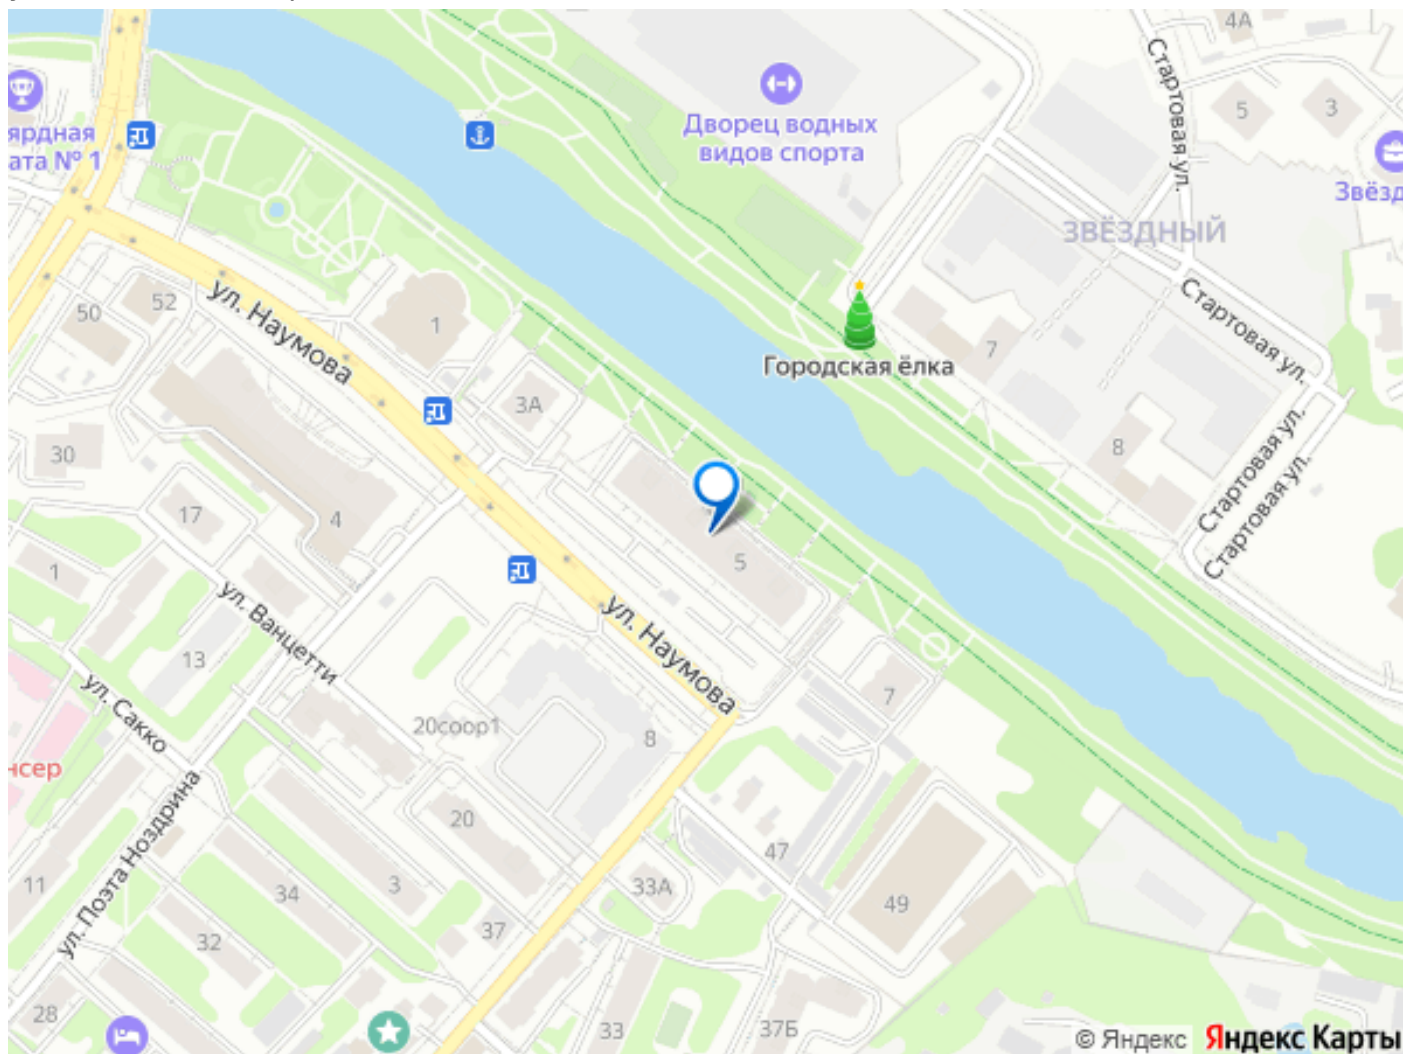 4А
Стартовая ул.
5
3
Дворец водных
видов спорта
ярдная
ата № 1
Звёзд
ЗВЁЗДНЫЙ
52
50
ул. Наумова
1
Стартовая ул.
7
Городская ёлка
3А
30
8
Стартовая ул.
Стартовая ул.
17
4
5
1
ул. Ванцетти
ул. Наумова
13
7
ул. Сакко
20соор1
8
нсер
ул. Поэта Ноздрина
20
47
33А
11
34
3
49
37
32
28
33
37Б
© Яндекс Яндекс Карты